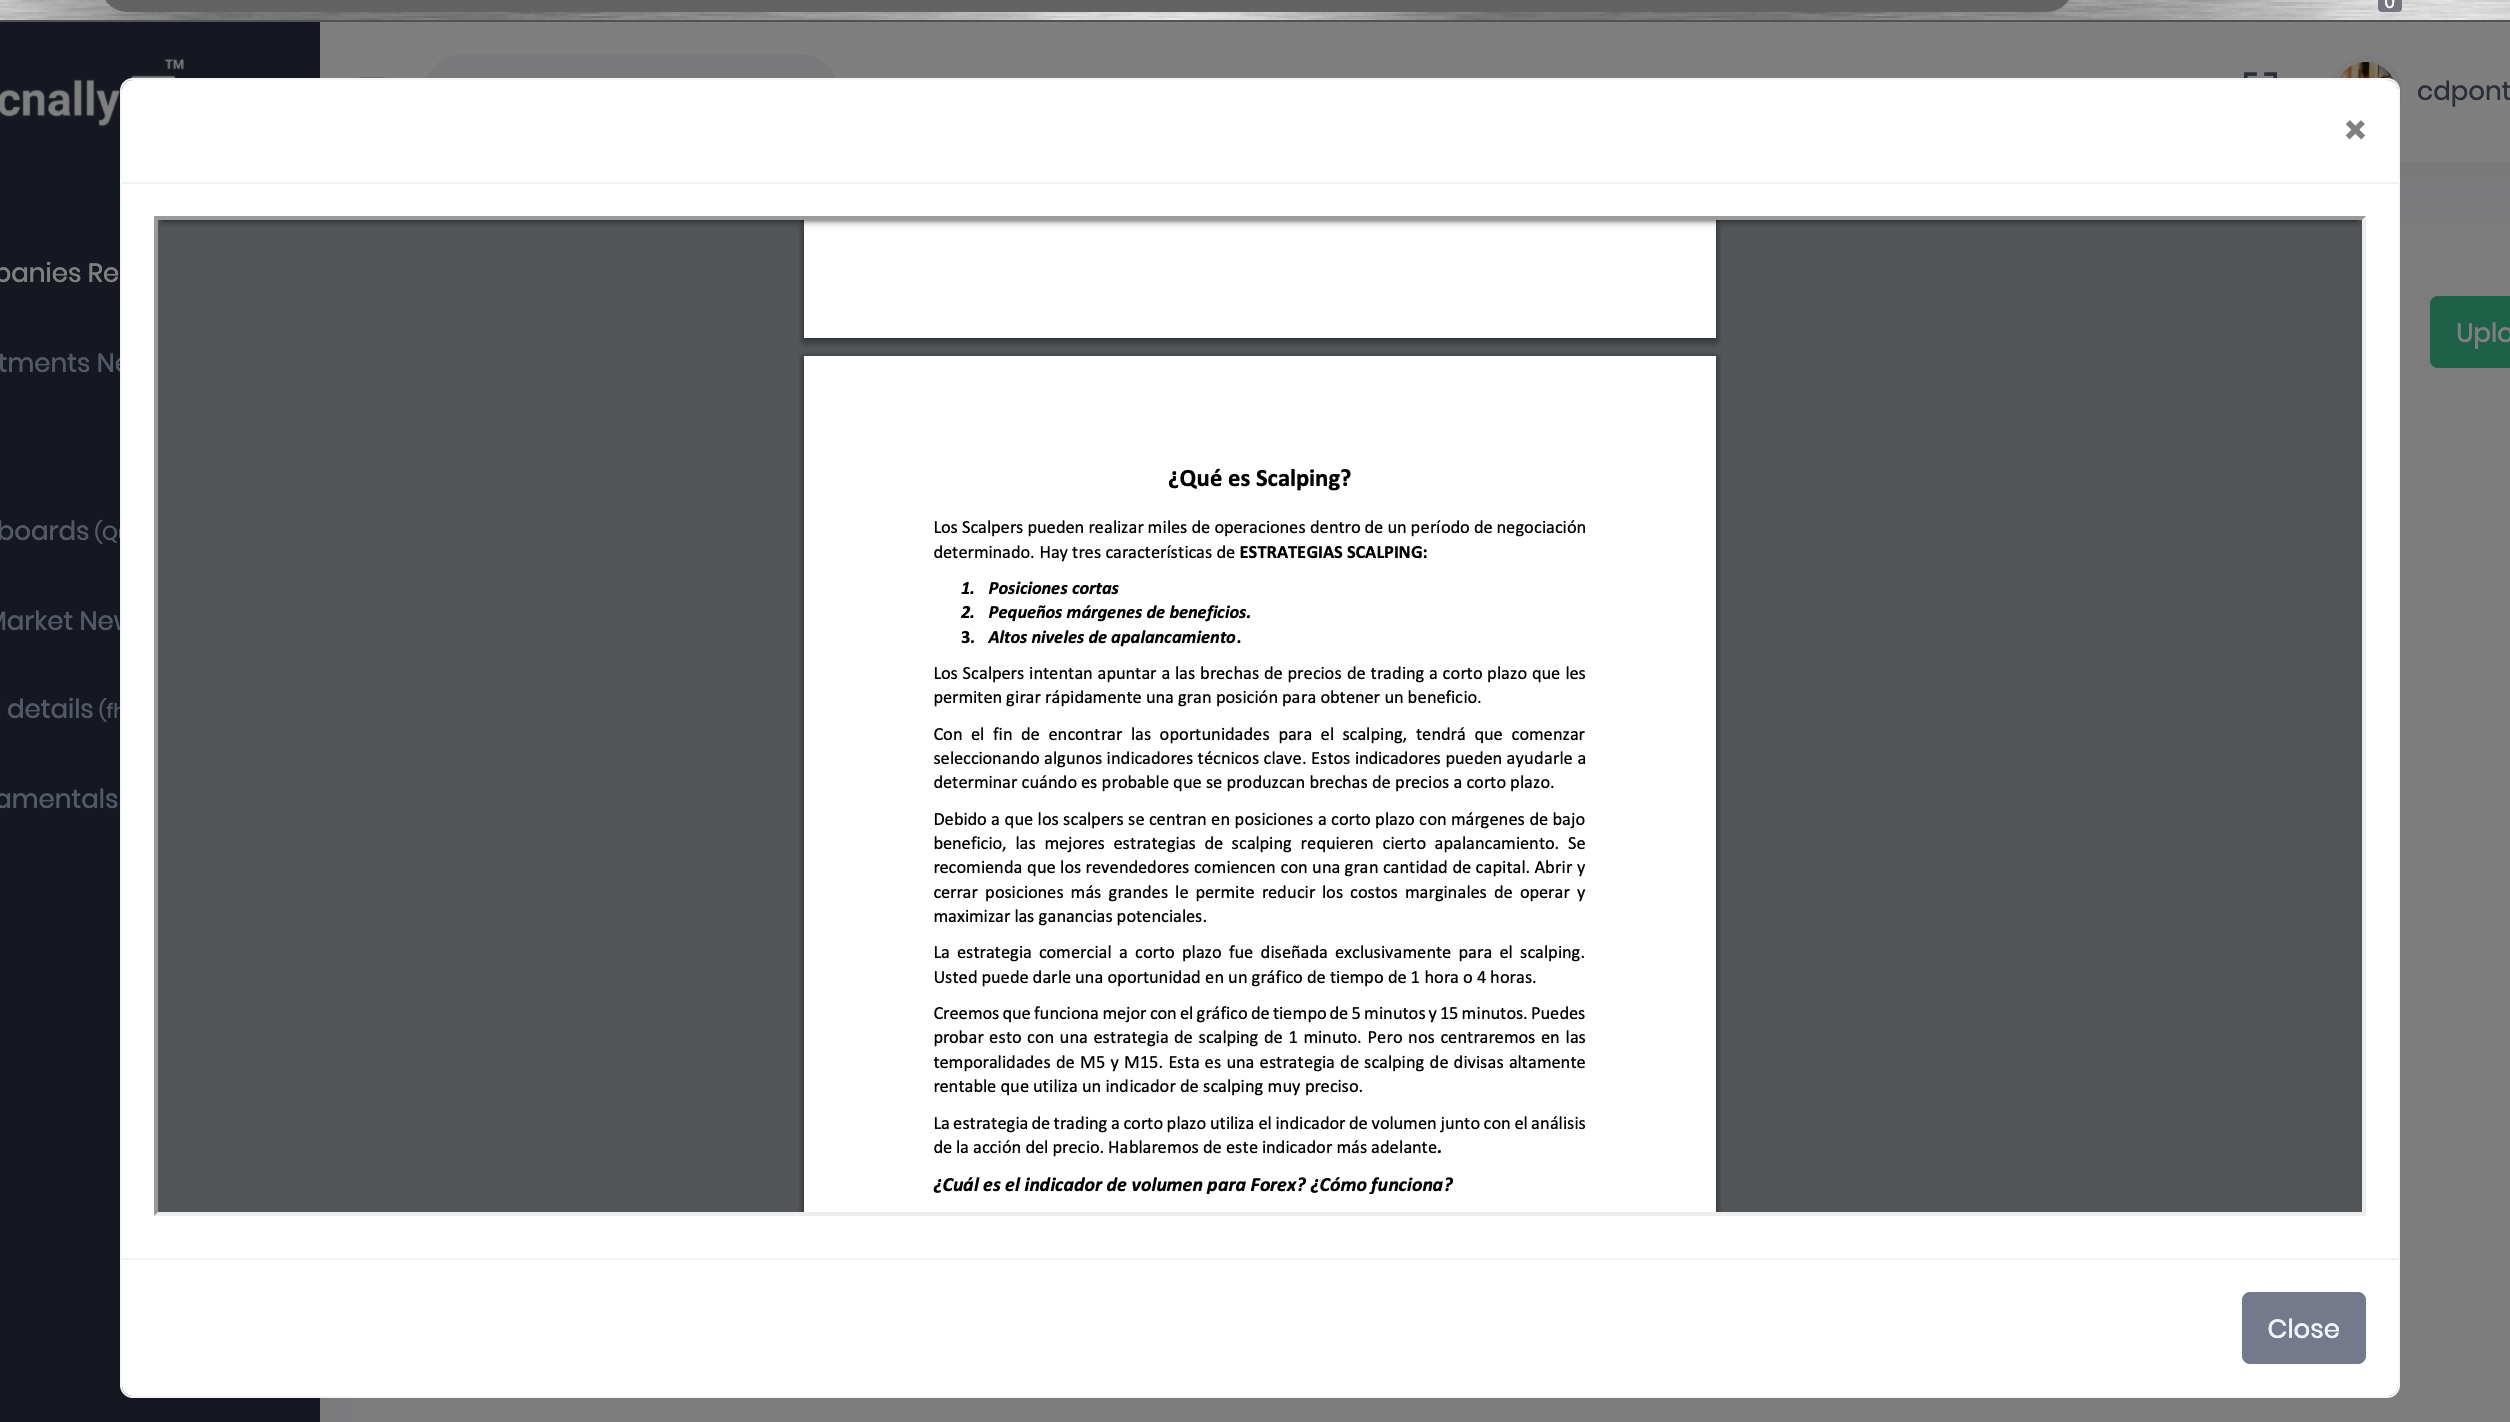 TM
cnally
0
cdpont
×
panies Re
tments Ne
Uplo
boards (Q
Market Nev
details (fh
amentals
¿Qué es Scalping?
Los Scalpers pueden realizar miles de operaciones dentro de un período de negociación
determinado. Hay tres características de ESTRATEGIAS SCALPING:
1. Posiciones cortas
2. Pequeños márgenes de beneficios.
3. Altos niveles de apalancamiento.
Los Scalpers intentan apuntar a las brechas de precios de trading a corto plazo que les
permiten girar rápidamente una gran posición para obtener un beneficio.
Con el fin de encontrar las oportunidades para el scalping, tendrá que comenzar
seleccionando algunos indicadores técnicos clave. Estos indicadores pueden ayudarle a
determinar cuándo es probable que se produzcan brechas de precios a corto plazo.
Debido a que los scalpers se centran en posiciones a corto plazo con márgenes de bajo
beneficio, las mejores estrategias de scalping requieren cierto apalancamiento. Se
recomienda que los revendedores comiencen con una gran cantidad de capital. Abrir y
cerrar posiciones más grandes le permite reducir los costos marginales de operar y
maximizar las ganancias potenciales.
La estrategia comercial a corto plazo fue diseñada exclusivamente para el scalping.
Usted puede darle una oportunidad en un gráfico de tiempo de 1 hora o 4 horas.
Creemos que funciona mejor con el gráfico de tiempo de 5 minutos y 15 minutos. Puedes
probar esto con una estrategia de scalping de 1 minuto. Pero nos centraremos en las
temporalidades de M5 y M15. Esta es una estrategia de scalping de divisas altamente
rentable que utiliza un indicador de scalping muy preciso.
La estrategia de trading a corto plazo utiliza el indicador de volumen junto con el análisis
de la acción del precio. Hablaremos de este indicador más adelante.
¿Cuál es el indicador de volumen para Forex? ¿Cómo funciona?
Close